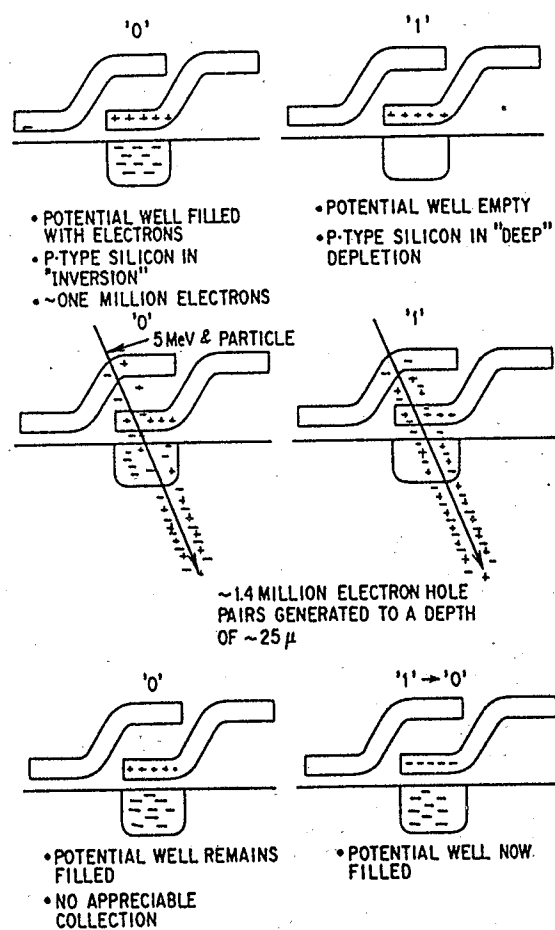 '0'
'1'
• POTENTIAL WELL FILLED
WITH ELECTRONS
• P-TYPE SILICON IN
"INVERSION"
• ~ONE MILLION ELECTRONS
• POTENTIAL WELL EMPTY
• P-TYPE SILICON IN "DEEP"
DEPLETION
'0'
5 MeV & PARTICLE
'1'
~1.4 MILLION ELECTRON HOLE
PAIRS GENERATED TO A DEPTH
OF ~25 μ
'0'
'1' → '0'
• POTENTIAL WELL REMAINS
FILLED
• NO APPRECIABLE
COLLECTION
• POTENTIAL WELL NOW
FILLED